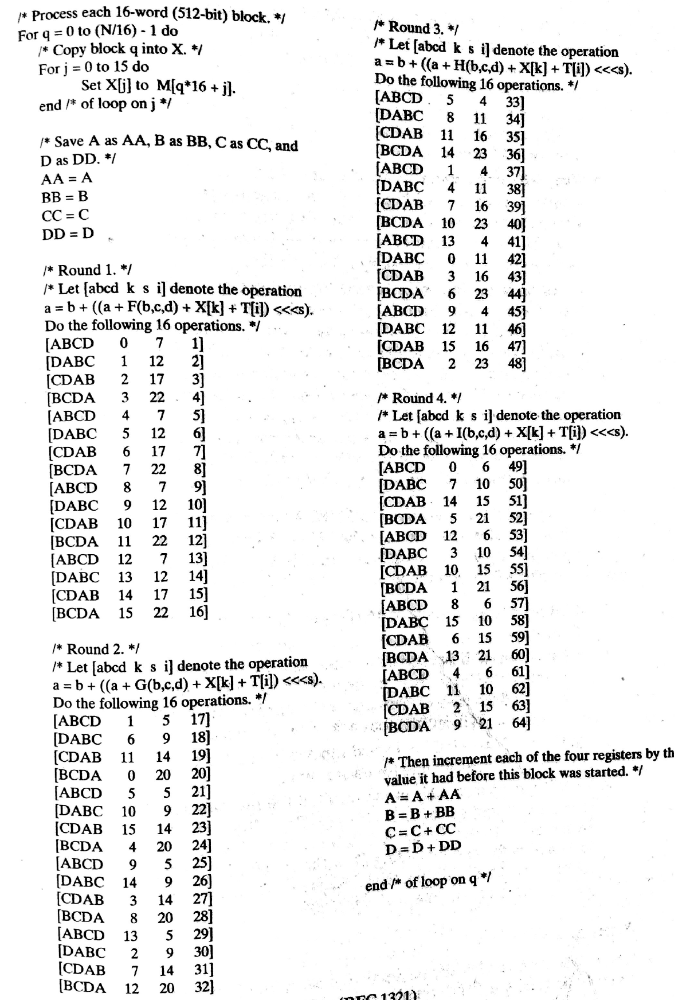 /* Process each 16-word (512-bit) block. */
For q = 0 to (N/16) - 1 do
/* Copy block q into X. */
For j = 0 to 15 do
Set X[j] to M[q*16 + j].
end /* of loop on j */
/* Save A as AA, B as BB, C as CC, and
D as DD. */
AA = A
BB = B
CC = C
DD = D
/* Round 1. */
/* Let [abcd k s i] denote the operation
a = b + ((a + F(b,c,d) + X[k] + T[i]) <<<s).
Do the following 16 operations. */
[ABCD 0 7 1]
[DABC 1 12 2]
[CDAB 2 17 3]
[BCDA 3 22 4]
[ABCD 4 7 5]
[DABC 5 12 6]
[CDAB 6 17 7]
[BCDA 7 22 8]
[ABCD 8 7 9]
[DABC 9 12 10]
[CDAB 10 17 11]
[BCDA 11 22 12]
[ABCD 12 7 13]
[DABC 13 12 14]
[CDAB 14 17 15]
[BCDA 15 22 16]
/* Round 2. */
/* Let [abcd k s i] denote the operation
a = b + ((a + G(b,c,d) + X[k] + T[i]) <<<s).
Do the following 16 operations. */
[ABCD 1 5 17]
[DABC 6 9 18]
[CDAB 11 14 19]
[BCDA 0 20 20]
[ABCD 5 5 21]
[DABC 10 9 22]
[CDAB 15 14 23]
[BCDA 4 20 24]
[ABCD 9 5 25]
[DABC 14 9 26]
[CDAB 3 14 27]
[BCDA 8 20 28]
[ABCD 13 5 29]
[DABC 2 9 30]
[CDAB 7 14 31]
[BCDA 12 20 32]
/* Round 3. */
/* Let [abcd k s i] denote the operation
a = b + ((a + H(b,c,d) + X[k] + T[i]) <<<s).
Do the following 16 operations. */
[ABCD 5 4 33]
[DABC 8 11 34]
[CDAB 11 16 35]
[BCDA 14 23 36]
[ABCD 1 4 37]
[DABC 4 11 38]
[CDAB 7 16 39]
[BCDA 10 23 40]
[ABCD 13 4 41]
[DABC 0 11 42]
[CDAB 3 16 43]
[BCDA 6 23 44]
[ABCD 9 4 45]
[DABC 12 11 46]
[CDAB 15 16 47]
[BCDA 2 23 48]
/* Round 4. */
/* Let [abcd k s i] denote the operation
a = b + ((a + I(b,c,d) + X[k] + T[i]) <<<s).
Do the following 16 operations. */
[ABCD 0 6 49]
[DABC 7 10 50]
[CDAB 14 15 51]
[BCDA 5 21 52]
[ABCD 12 6 53]
[DABC 3 10 54]
[CDAB 10 15 55]
[BCDA 1 21 56]
[ABCD 8 6 57]
[DABC 15 10 58]
[CDAB 6 15 59]
[BCDA 13 21 60]
[ABCD 4 6 61]
[DABC 11 10 62]
[CDAB 2 15 63]
[BCDA 9 21 64]
/* Then increment each of the four registers by th
value it had before this block was started. */
A = A + AA
B = B + BB
C = C + CC
D = D + DD
end /* of loop on q */
(RFC 1321)